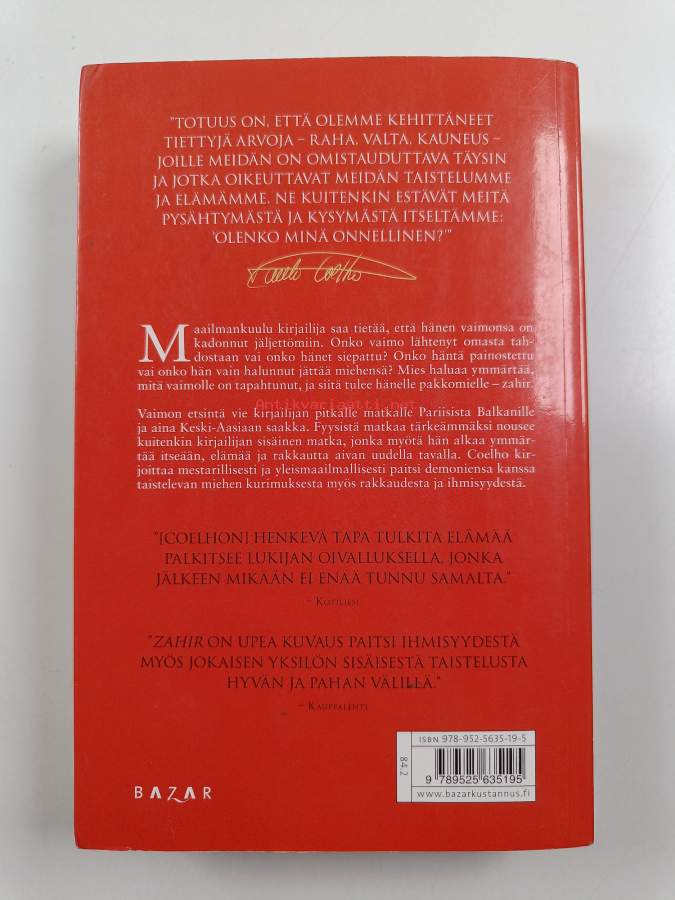 "TOTUUS ON, ETTÄ OLEMME KEHITTÄNEET
TIETTYJÄ ARVOJA – RAHA, VALTA, KAUNEUS –
JOILLE MEIDÄN ON OMISTAUDUTTAVA TÄYSIN
JA JOTKA OIKEUTTAVAT MEIDÄN TAISTELUMME
JA ELÄMÄMME. NE KUITENKIN ESTÄVÄT MEITÄ
PYSÄHTYMÄSTÄ JA KYSYMÄSTÄ ITSELTÄMME:
'OLENKO MINÄ ONNELLINEN?'"
Paulo Coelho
Maailmankuulu kirjailija saa tietää, että hänen vaimonsa on
kadonnut jäljettömiin. Onko vaimo lähtenyt omasta tah-
dostaan vai onko hänet siepattu? Onko häntä painostettu
vai onko hän vain halunnut jättää miehensä? Mies haluaa ymmärtää,
mitä vaimolle on tapahtunut, ja siitä tulee hänelle pakkomielle – zahir.
Antikvariaatti.net
Vaimon etsintä vie kirjailijan pitkälle matkalle Pariisista Balkanille
ja aina Keski-Aasiaan saakka. Fyysistä matkaa tärkeämmäksi nousee
kuitenkin kirjailijan sisäinen matka, jonka myötä hän alkaa ymmär-
tää itseään, elämää ja rakkautta aivan uudella tavalla. Coelho kir-
joittaa mestarillisesti ja yleismaailmallisesti paitsi demoniensa kanssa
taistelevan miehen kurimuksesta myös rakkaudesta ja ihmisyydestä.
"[COELHON] HENKEVÄ TAPA TULKITA ELÄMÄÄ
PALKITSEE LUKIJAN OIVALLUKSELLA, JONKA
JÄLKEEN MIKÄÄN EI ENÄÄ TUNNU SAMALTA."
– KOTILIESI
"ZAHIR ON UPEA KUVAUS PAITSI IHMISYYDESTÄ
MYÖS JOKAISEN YKSILÖN SISÄISESTÄ TAISTELUSTA
HYVÄN JA PAHAN VÄLILLÄ."
– KAUPPALEHTI
ISBN 978-952-5635-19-5
84.2
9 789525 635195
www.bazarkustannus.fi
BAZAR